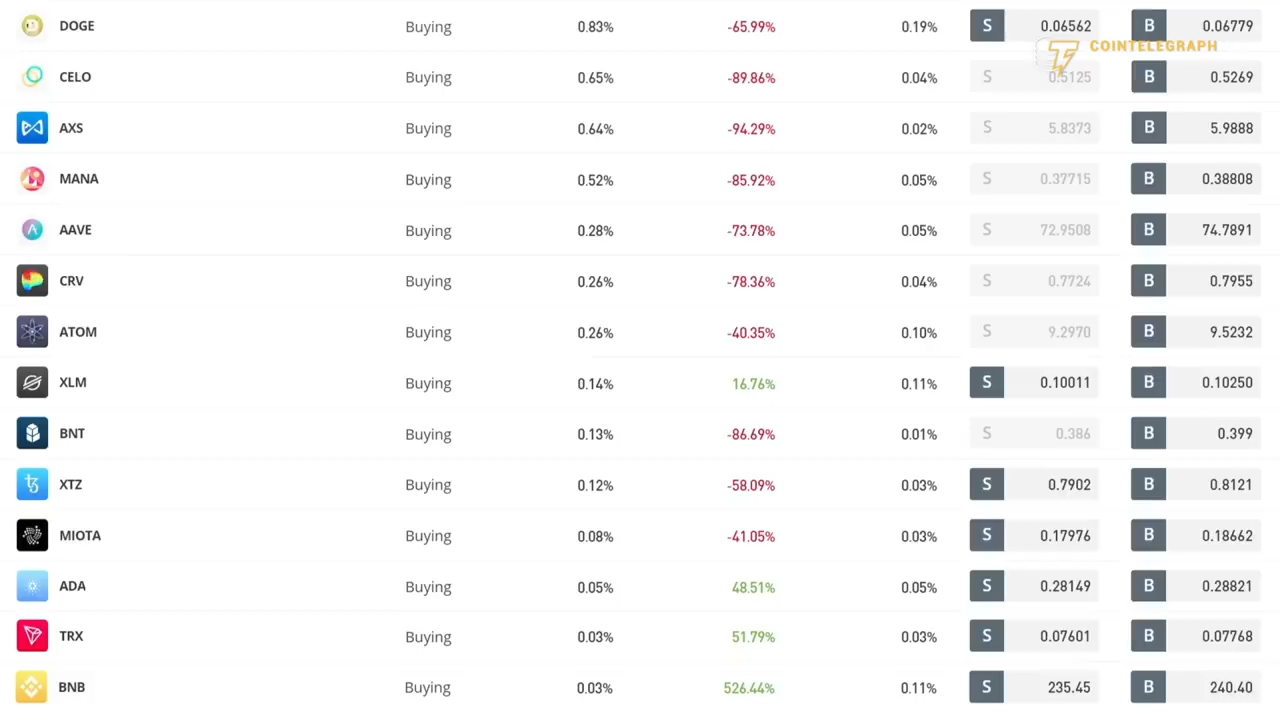 DOGE Buying 0.83% -65.99% 0.19% S 0.06562 B 0.06779
COINTELEGRAPH
CELO Buying 0.65% -89.86% 0.04% S 0.5125 B 0.5269
AXS Buying 0.64% -94.29% 0.02% S 5.8373 B 5.9888
MANA Buying 0.52% -85.92% 0.05% S 0.37715 B 0.38808
AAVE Buying 0.28% -73.78% 0.05% S 72.9508 B 74.7891
CRV Buying 0.26% -78.36% 0.04% S 0.7724 B 0.7955
ATOM Buying 0.26% -40.35% 0.10% S 9.2970 B 9.5232
XLM Buying 0.14% 16.76% 0.11% S 0.10011 B 0.10250
BNT Buying 0.13% -86.69% 0.01% S 0.386 B 0.399
XTZ Buying 0.12% -58.09% 0.03% S 0.7902 B 0.8121
MIOTA Buying 0.08% -41.05% 0.03% S 0.17976 B 0.18662
ADA Buying 0.05% 48.51% 0.05% S 0.28149 B 0.28821
TRX Buying 0.03% 51.79% 0.03% S 0.07601 B 0.07768
BNB Buying 0.03% 526.44% 0.11% S 235.45 B 240.40